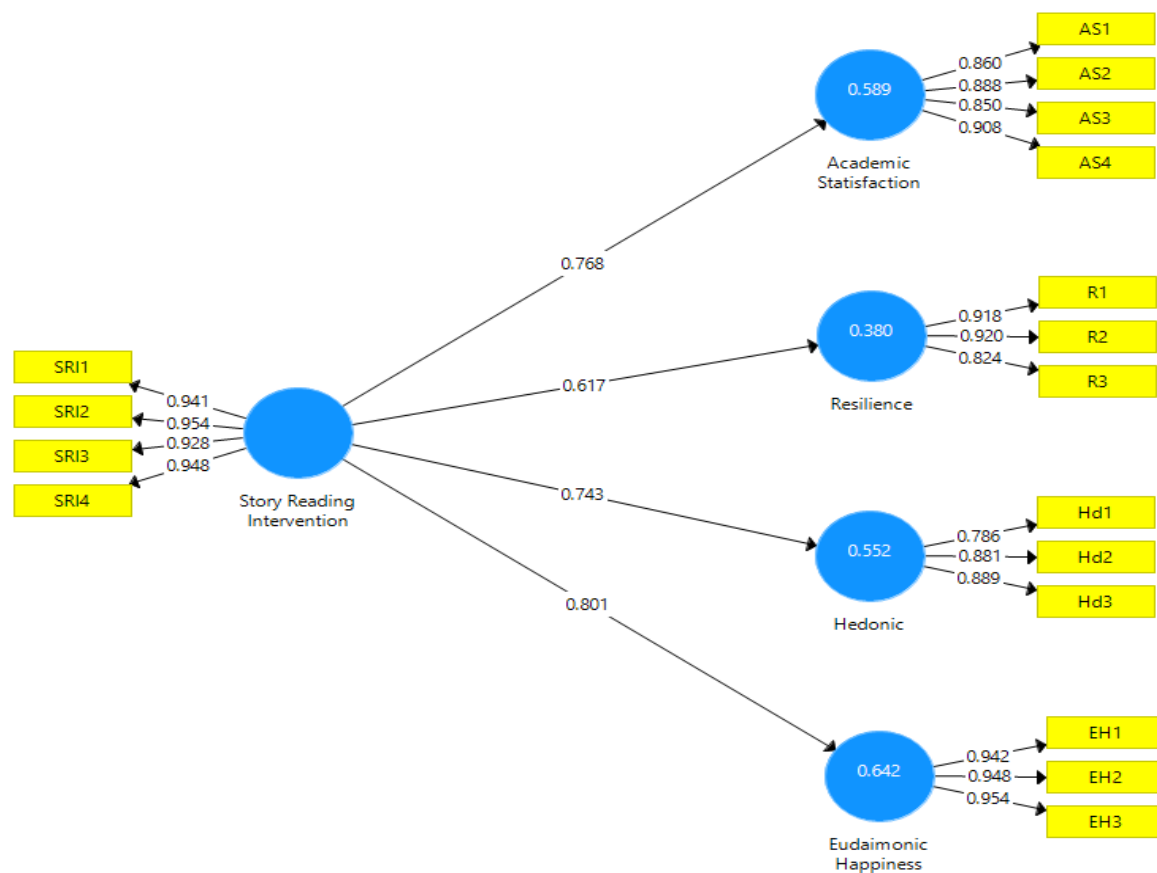 SRI1
SRI2
SRI3
SRI4
0.941
0.954
0.928
0.948
Story Reading
Intervention
0.768
0.617
0.743
0.801
0.589
Academic
Statisfaction
0.860
0.888
0.850
0.908
AS1
AS2
AS3
AS4
0.380
Resilience
0.918
0.920
0.824
R1
R2
R3
0.552
Hedonic
0.786
0.881
0.889
Hd1
Hd2
Hd3
0.642
Eudaimonic
Happiness
0.942
0.948
0.954
EH1
EH2
EH3